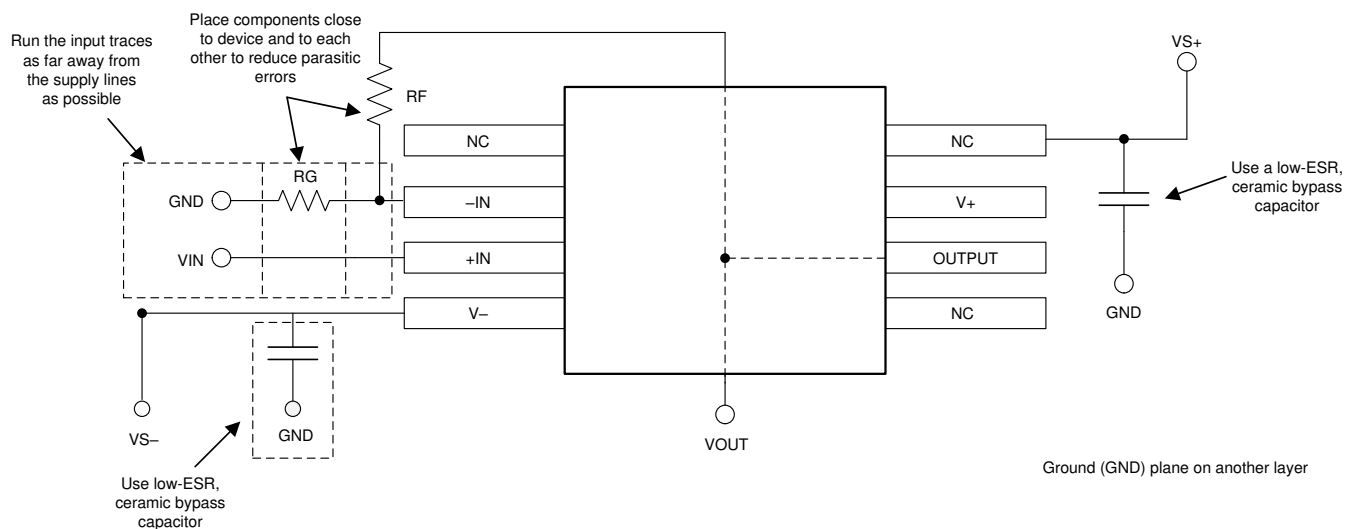 Place components close
to device and to each
other to reduce parasitic
errors
Run the input traces
as far away from
the supply lines
as possible
VS+
RF
NC
NC
Use a low-ESR,
ceramic bypass
capacitor
RG
GND
–IN
V+
VIN
+IN
OUTPUT
GND
V–
NC
VS–
GND
VOUT
Ground (GND) plane on another layer
Use low-ESR,
ceramic bypass
capacitor